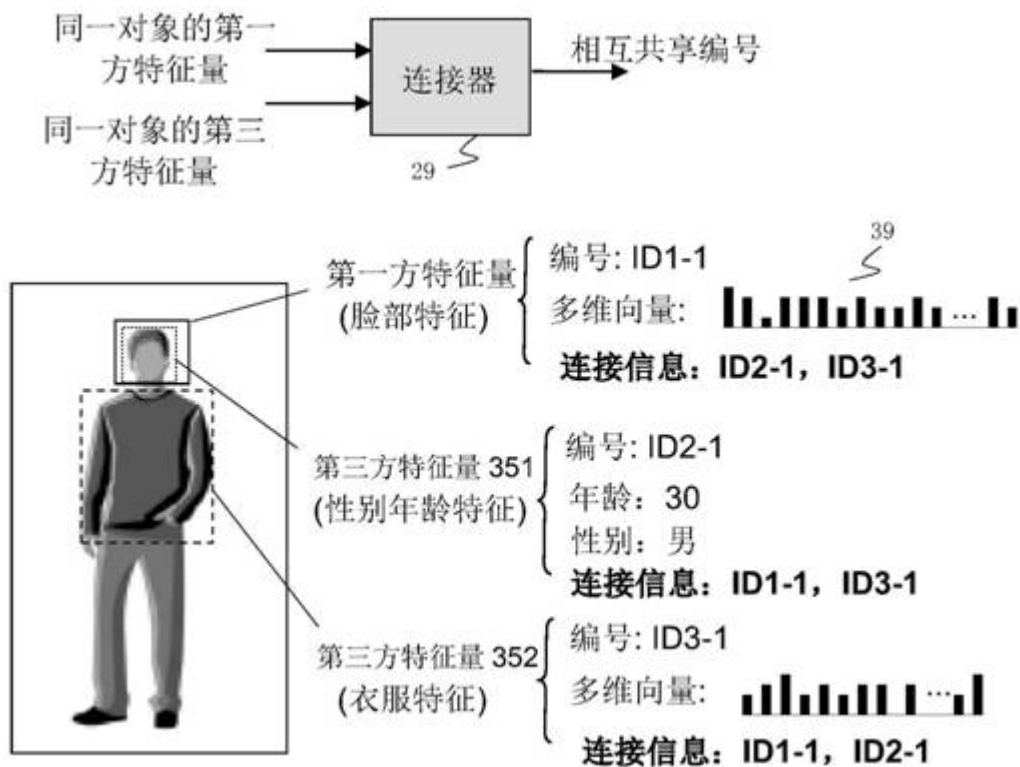 同一对象的第一
方特征量
同一对象的第三
方特征量
连接器
相互共享编号
29
第一方特征量
(脸部特征)
编号: ID1-1
多维向量:
...
39
连接信息：ID2-1，ID3-1
第三方特征量 351
(性别年龄特征)
编号: ID2-1
年龄：30
性别：男
连接信息：ID1-1，ID3-1
第三方特征量 352
(衣服特征)
编号: ID3-1
多维向量:
...
连接信息：ID1-1，ID2-1